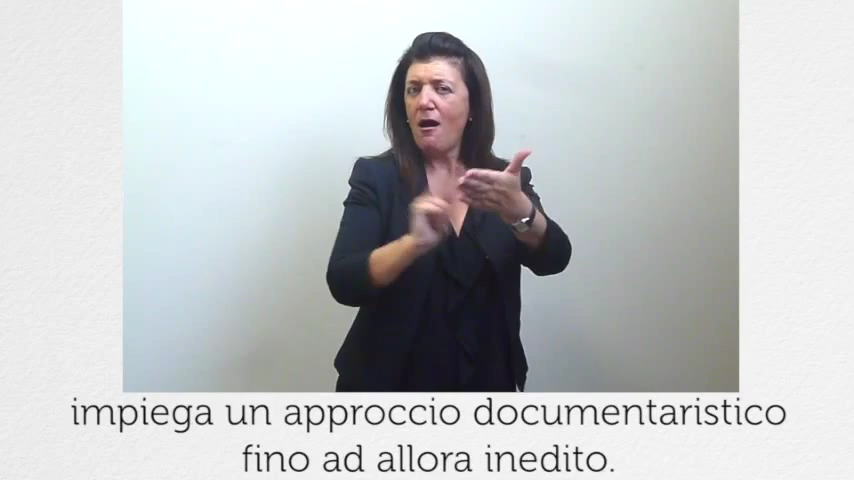 impiega un approccio documentaristico
fino ad allora inedito.